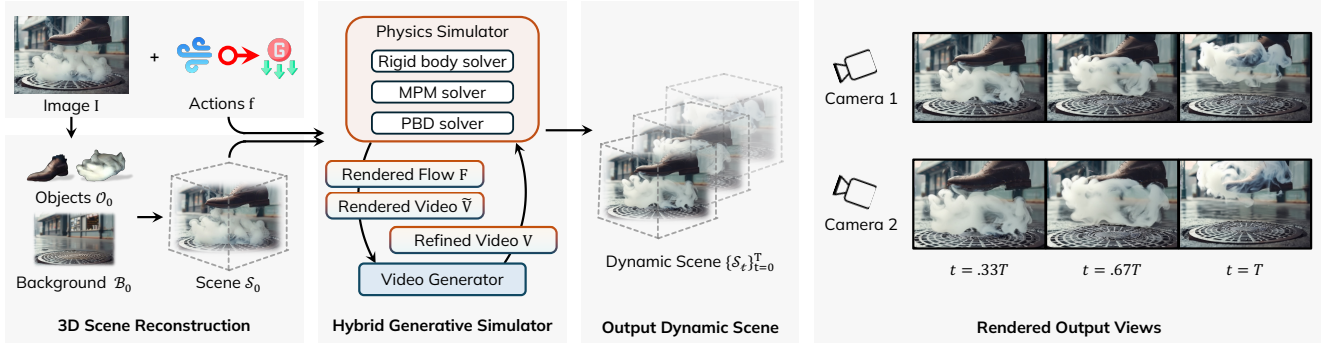 Image I
+
Actions f
G
Objects 𝒪₀
Background ℬ₀
Scene 𝒮₀
3D Scene Reconstruction
Physics Simulator
Rigid body solver
MPM solver
PBD solver
Rendered Flow F
Rendered Video Ṽ
Refined Video V
Video Generator
Hybrid Generative Simulator
Dynamic Scene {𝒮ₜ}ᵀₜ₌₀
Output Dynamic Scene
Camera 1
Camera 2
t = .33T
t = .67T
t = T
Rendered Output Views